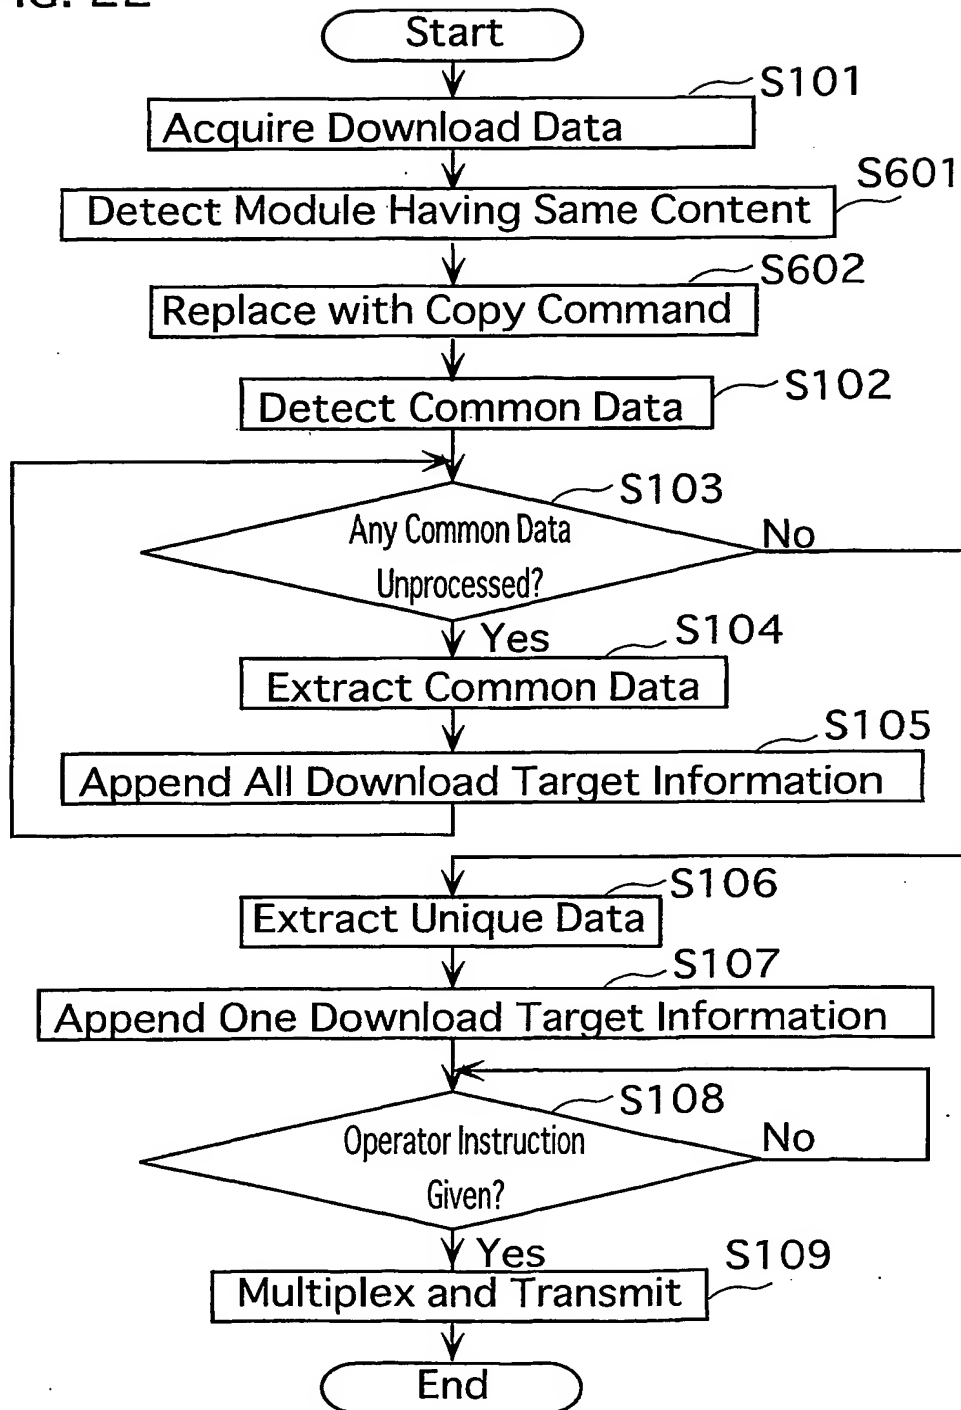 FIG. 22
Start
S101
Acquire Download Data
S601
Detect Module Having Same Content
S602
Replace with Copy Command
S102
Detect Common Data
S103
Any Common Data
Unprocessed?
No
Yes
S104
Extract Common Data
S105
Append All Download Target Information
S106
Extract Unique Data
S107
Append One Download Target Information
S108
Operator Instruction
Given?
No
Yes
S109
Multiplex and Transmit
End